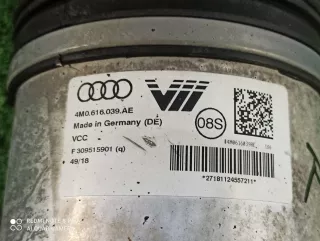 4M0.616.039.AE
Made in Germany (DE)
08S
VCC
F 309515901 (q)
49/18
*27181124557211*